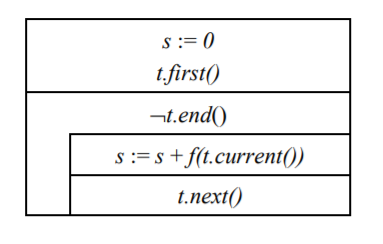 s := 0
t.first()
¬t.end()
s := s + f(t.current())
t.next()